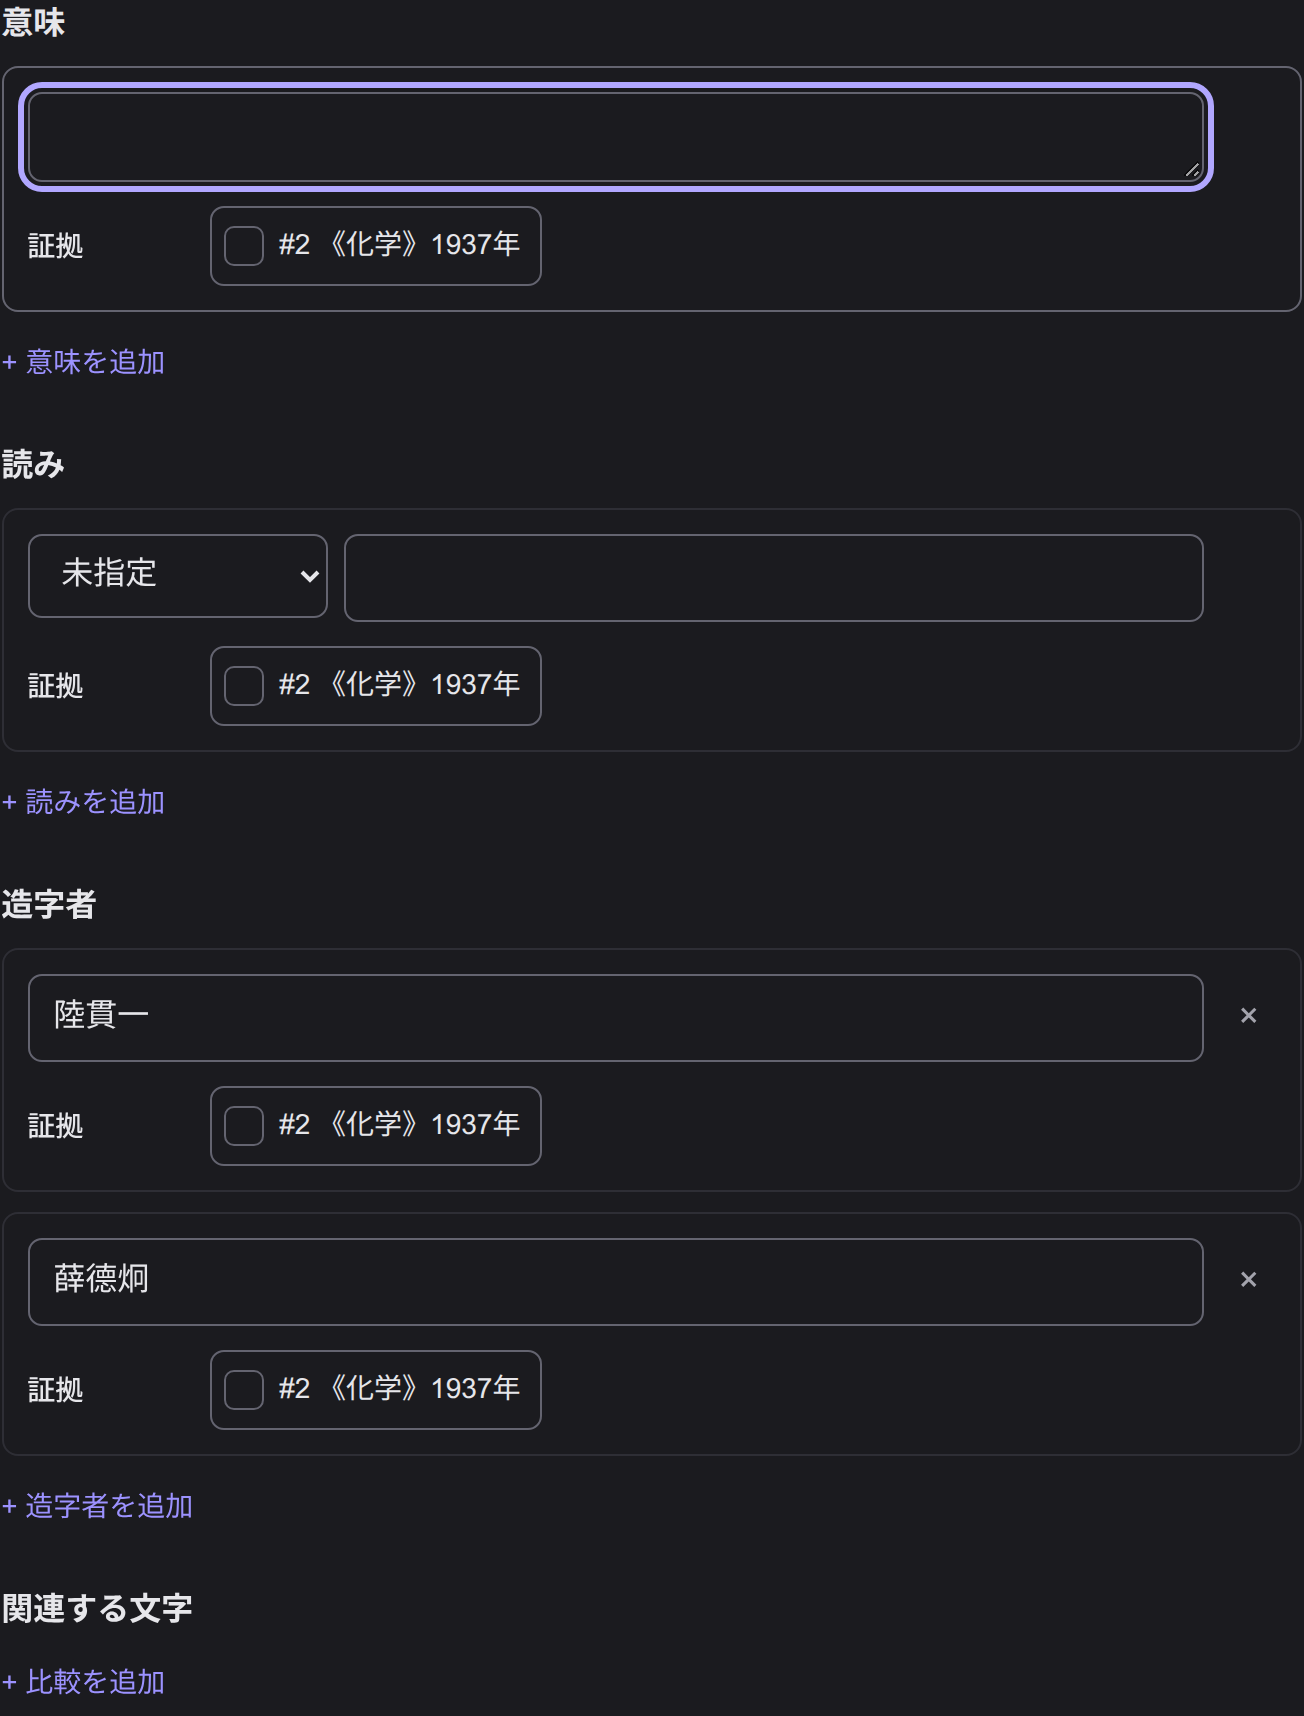 意味
証拠
#2 《化学》1937年
+ 意味を追加
読み
未指定
証拠
#2 《化学》1937年
+ 読みを追加
造字者
陸貫一
×
証拠
#2 《化学》1937年
薛德炯
×
証拠
#2 《化学》1937年
+ 造字者を追加
関連する文字
+ 比較を追加